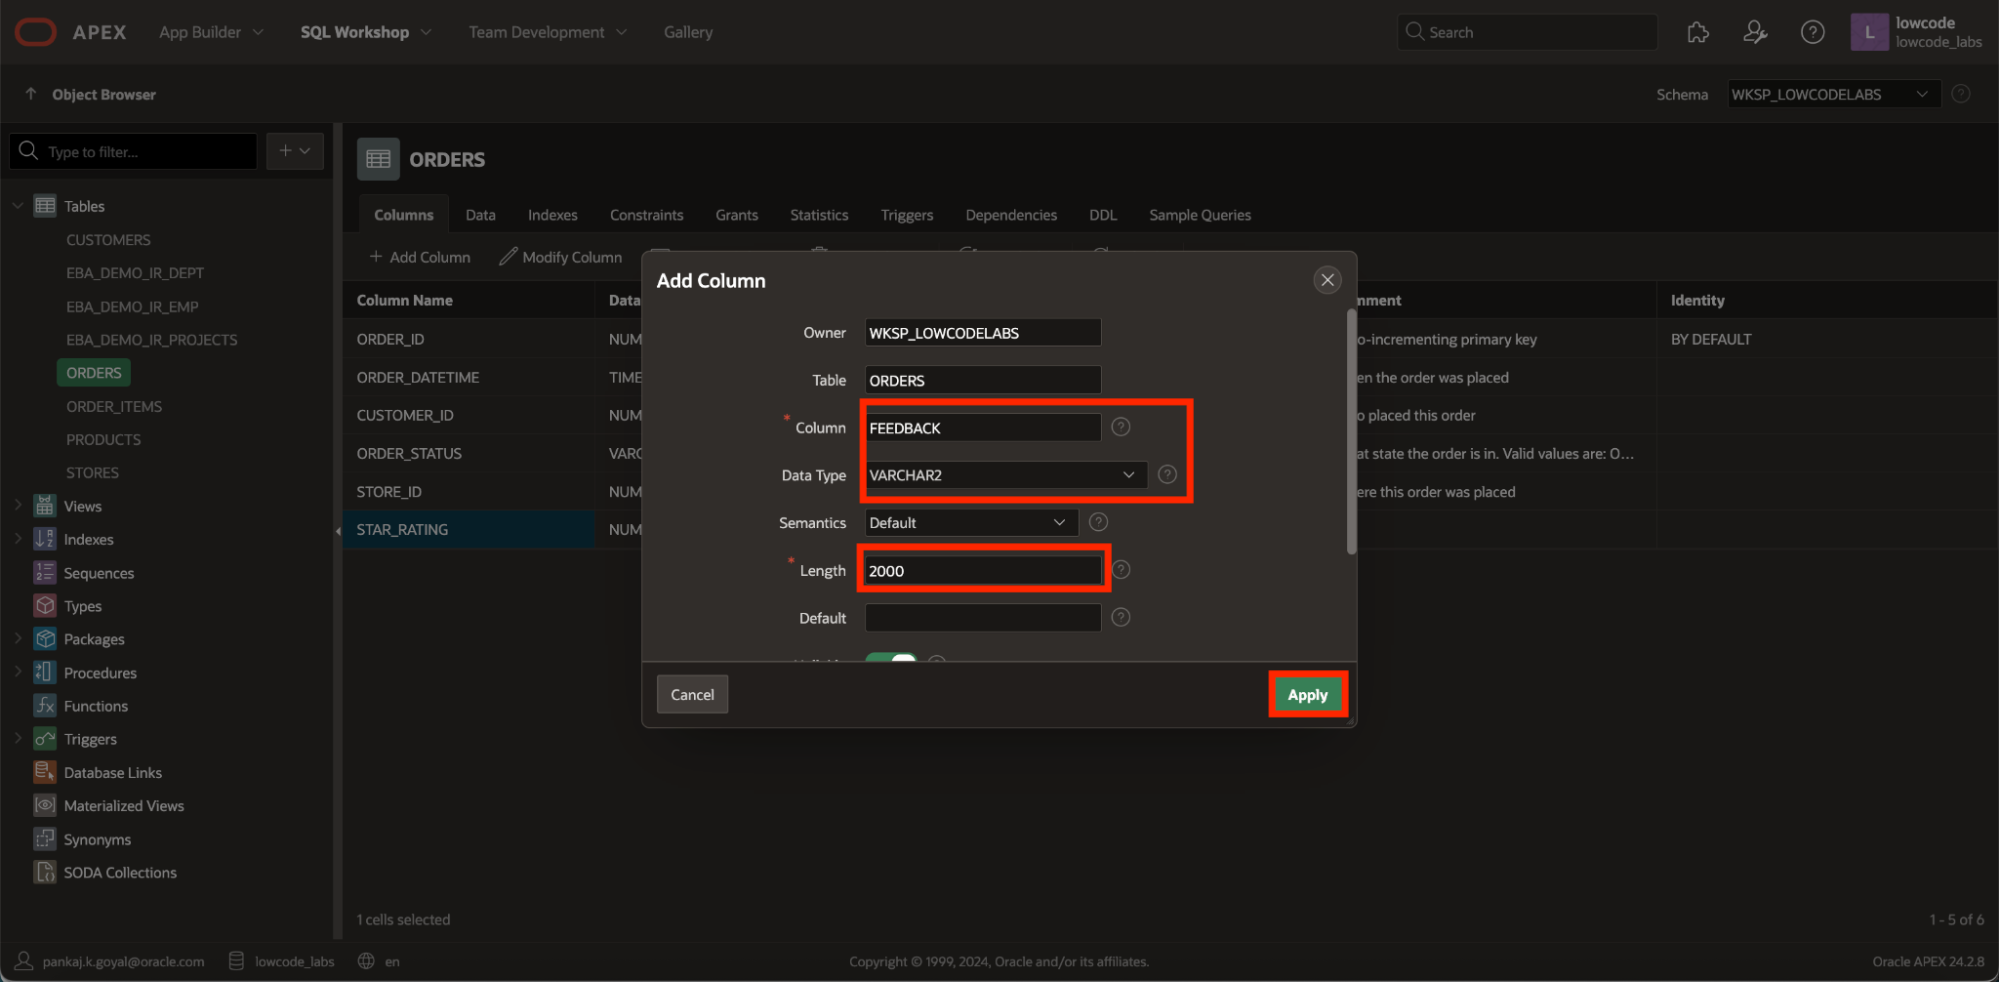 APEX App Builder SQL Workshop Team Development Gallery Search L lowcode
lowcode_labs
Object Browser Schema WKSP_LOWCODELABS
Type to filter...
ORDERS
Columns Data Indexes Constraints Grants Statistics Triggers Dependencies DDL Sample Queries
Add Column Modify Column
Column Name Data mment Identity
ORDER_ID NUM o-incrementing primary key BY DEFAULT
ORDER_DATETIME TIME en the order was placed
CUSTOMER_ID NUM o placed this order
ORDER_STATUS VARC at state the order is in. Valid values are: O...
STORE_ID NUM ere this order was placed
STAR_RATING NUM
Tables
CUSTOMERS
EBA_DEMO_IR_DEPT
EBA_DEMO_IR_EMP
EBA_DEMO_IR_PROJECTS
ORDERS
ORDER_ITEMS
PRODUCTS
STORES
Views
Indexes
Sequences
Types
Packages
Procedures
Functions
Triggers
Database Links
Materialized Views
Synonyms
SODA Collections
Add Column
Owner WKSP_LOWCODELABS
Table ORDERS
* Column FEEDBACK
Data Type VARCHAR2
Semantics Default
* Length 2000
Default
Cancel Apply
1 cells selected 1 - 5 of 6
pankaj.k.goyal@oracle.com lowcode_labs en Copyright © 1999, 2024, Oracle and/or its affiliates. Oracle APEX 24.2.8